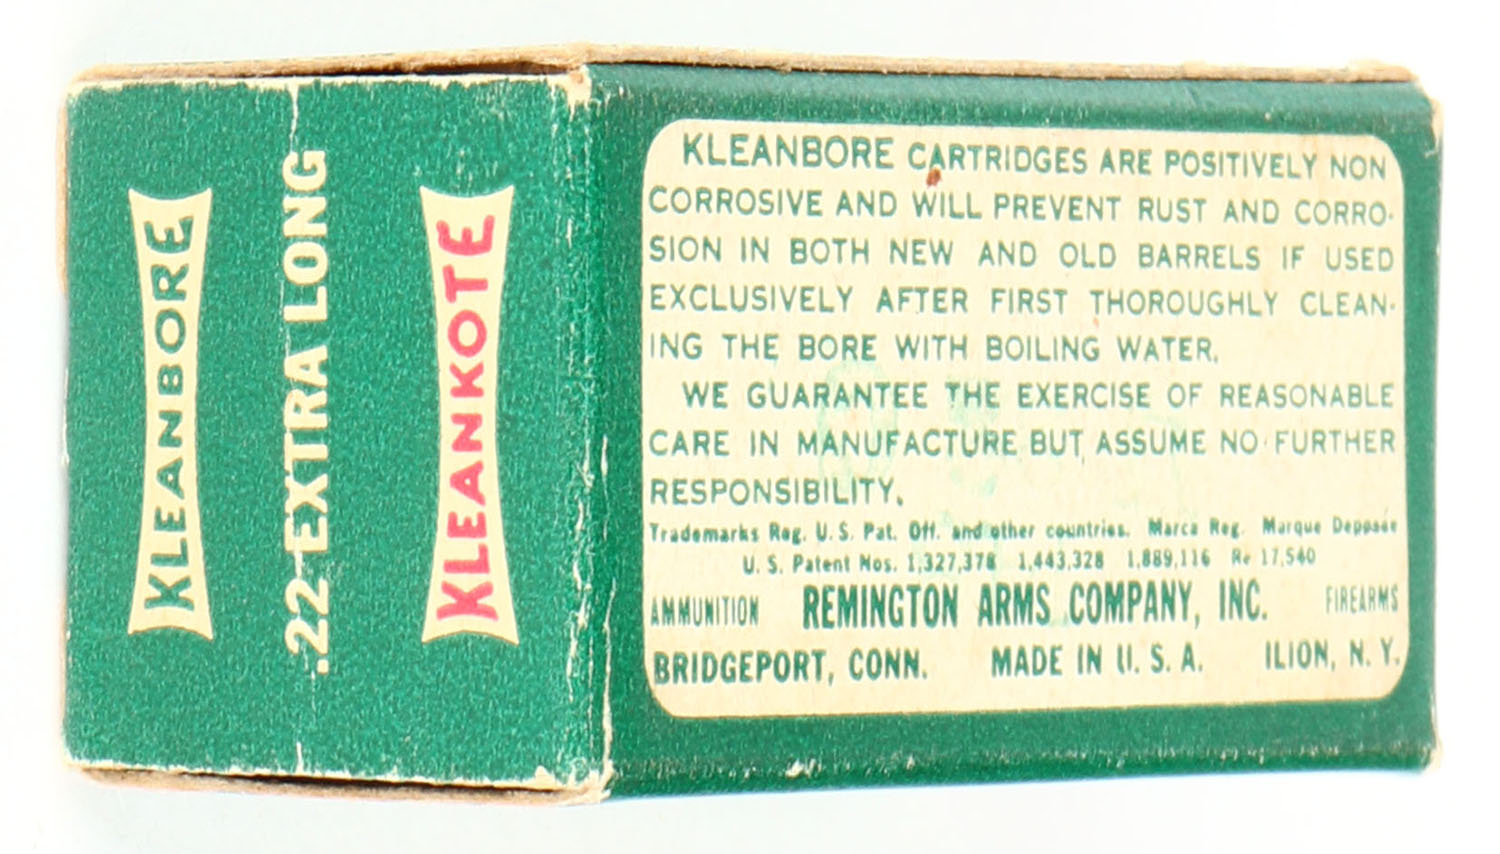 KLEANBORE
.22 EXTRA LONG
KLEANKOTE
KLEANBORE CARTRIDGES ARE POSITIVELY NON
CORROSIVE AND WILL PREVENT RUST AND CORRO-
SION IN BOTH NEW AND OLD BARRELS IF USED
EXCLUSIVELY AFTER FIRST THOROUGHLY CLEAN-
ING THE BORE WITH BOILING WATER.
WE GUARANTEE THE EXERCISE OF REASONABLE
CARE IN MANUFACTURE BUT ASSUME NO FURTHER
RESPONSIBILITY.
Trademarks Reg. U. S. Pat. Off. and other countries. Marca Reg. Marque Deposée
U. S. Patent Nos. 1,327,378 1,443,328 1,889,116 Re 17,540
AMMUNITION REMINGTON ARMS COMPANY, INC. FIREARMS
BRIDGEPORT, CONN. MADE IN U. S. A. ILION, N. Y.